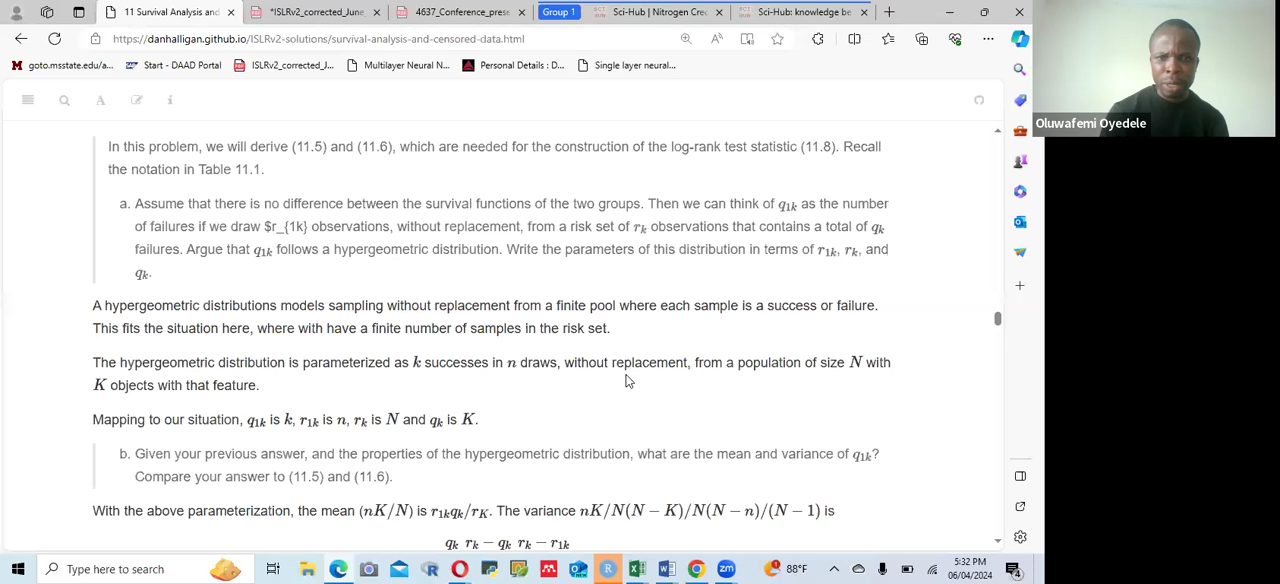 11 Survival Analysis and
*ISLRv2_corrected_June_
4637_Conference_prese
Group 1
Sci-Hub | Nitrogen Cre
Sci-Hub: knowledge be
https://danhalligan.github.io/ISLRv2-solutions/survival-analysis-and-censored-data.html
goto.msstate.edu/a...
Start - DAAD Portal
ISLRv2_corrected_J...
Multilayer Neural N...
Personal Details : D...
Single layer neural...
Oluwafemi Oyedele
In this problem, we will derive (11.5) and (11.6), which are needed for the construction of the log-rank test statistic (11.8). Recall
the notation in Table 11.1.
a. Assume that there is no difference between the survival functions of the two groups. Then we can think of q1k as the number
of failures if we draw $r_{1k} observations, without replacement, from a risk set of rk observations that contains a total of qk
failures. Argue that q1k follows a hypergeometric distribution. Write the parameters of this distribution in terms of r1k, rk, and
qk.
A hypergeometric distributions models sampling without replacement from a finite pool where each sample is a success or failure.
This fits the situation here, where with have a finite number of samples in the risk set.
The hypergeometric distribution is parameterized as k successes in n draws, without replacement, from a population of size N with
K objects with that feature.
Mapping to our situation, q1k is k, r1k is n, rk is N and qk is K.
b. Given your previous answer, and the properties of the hypergeometric distribution, what are the mean and variance of q1k?
Compare your answer to (11.5) and (11.6).
With the above parameterization, the mean (nK/N) is r1kqk/rK. The variance nK/N(N − K)/N(N − n)/(N − 1) is
qk rk − qk rk − r1k
Type here to search
88°F
5:32 PM
06/04/2024
4